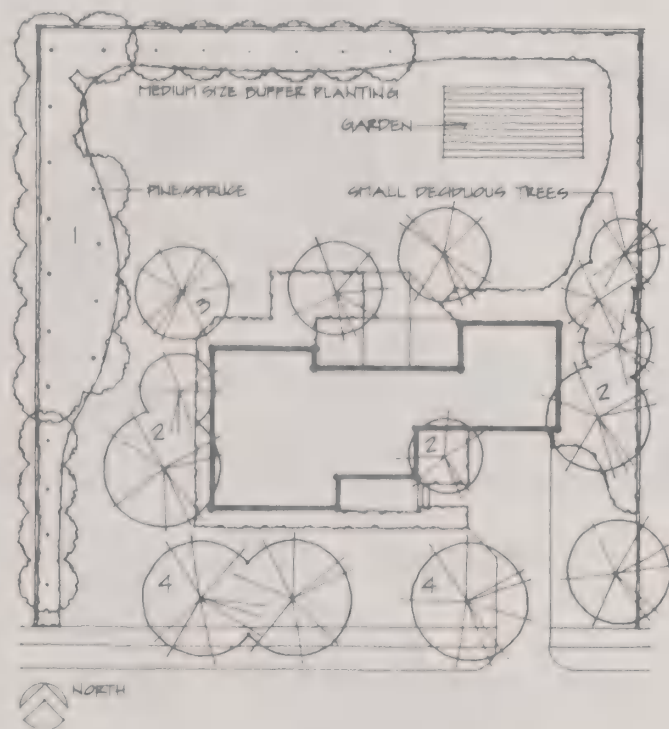 MEDIUM SIZE BUFFER PLANTING
GARDEN
PINE/SPRUCE
SMALL DECIDUOUS TREES
1
3
2
2
2
4
4
NORTH